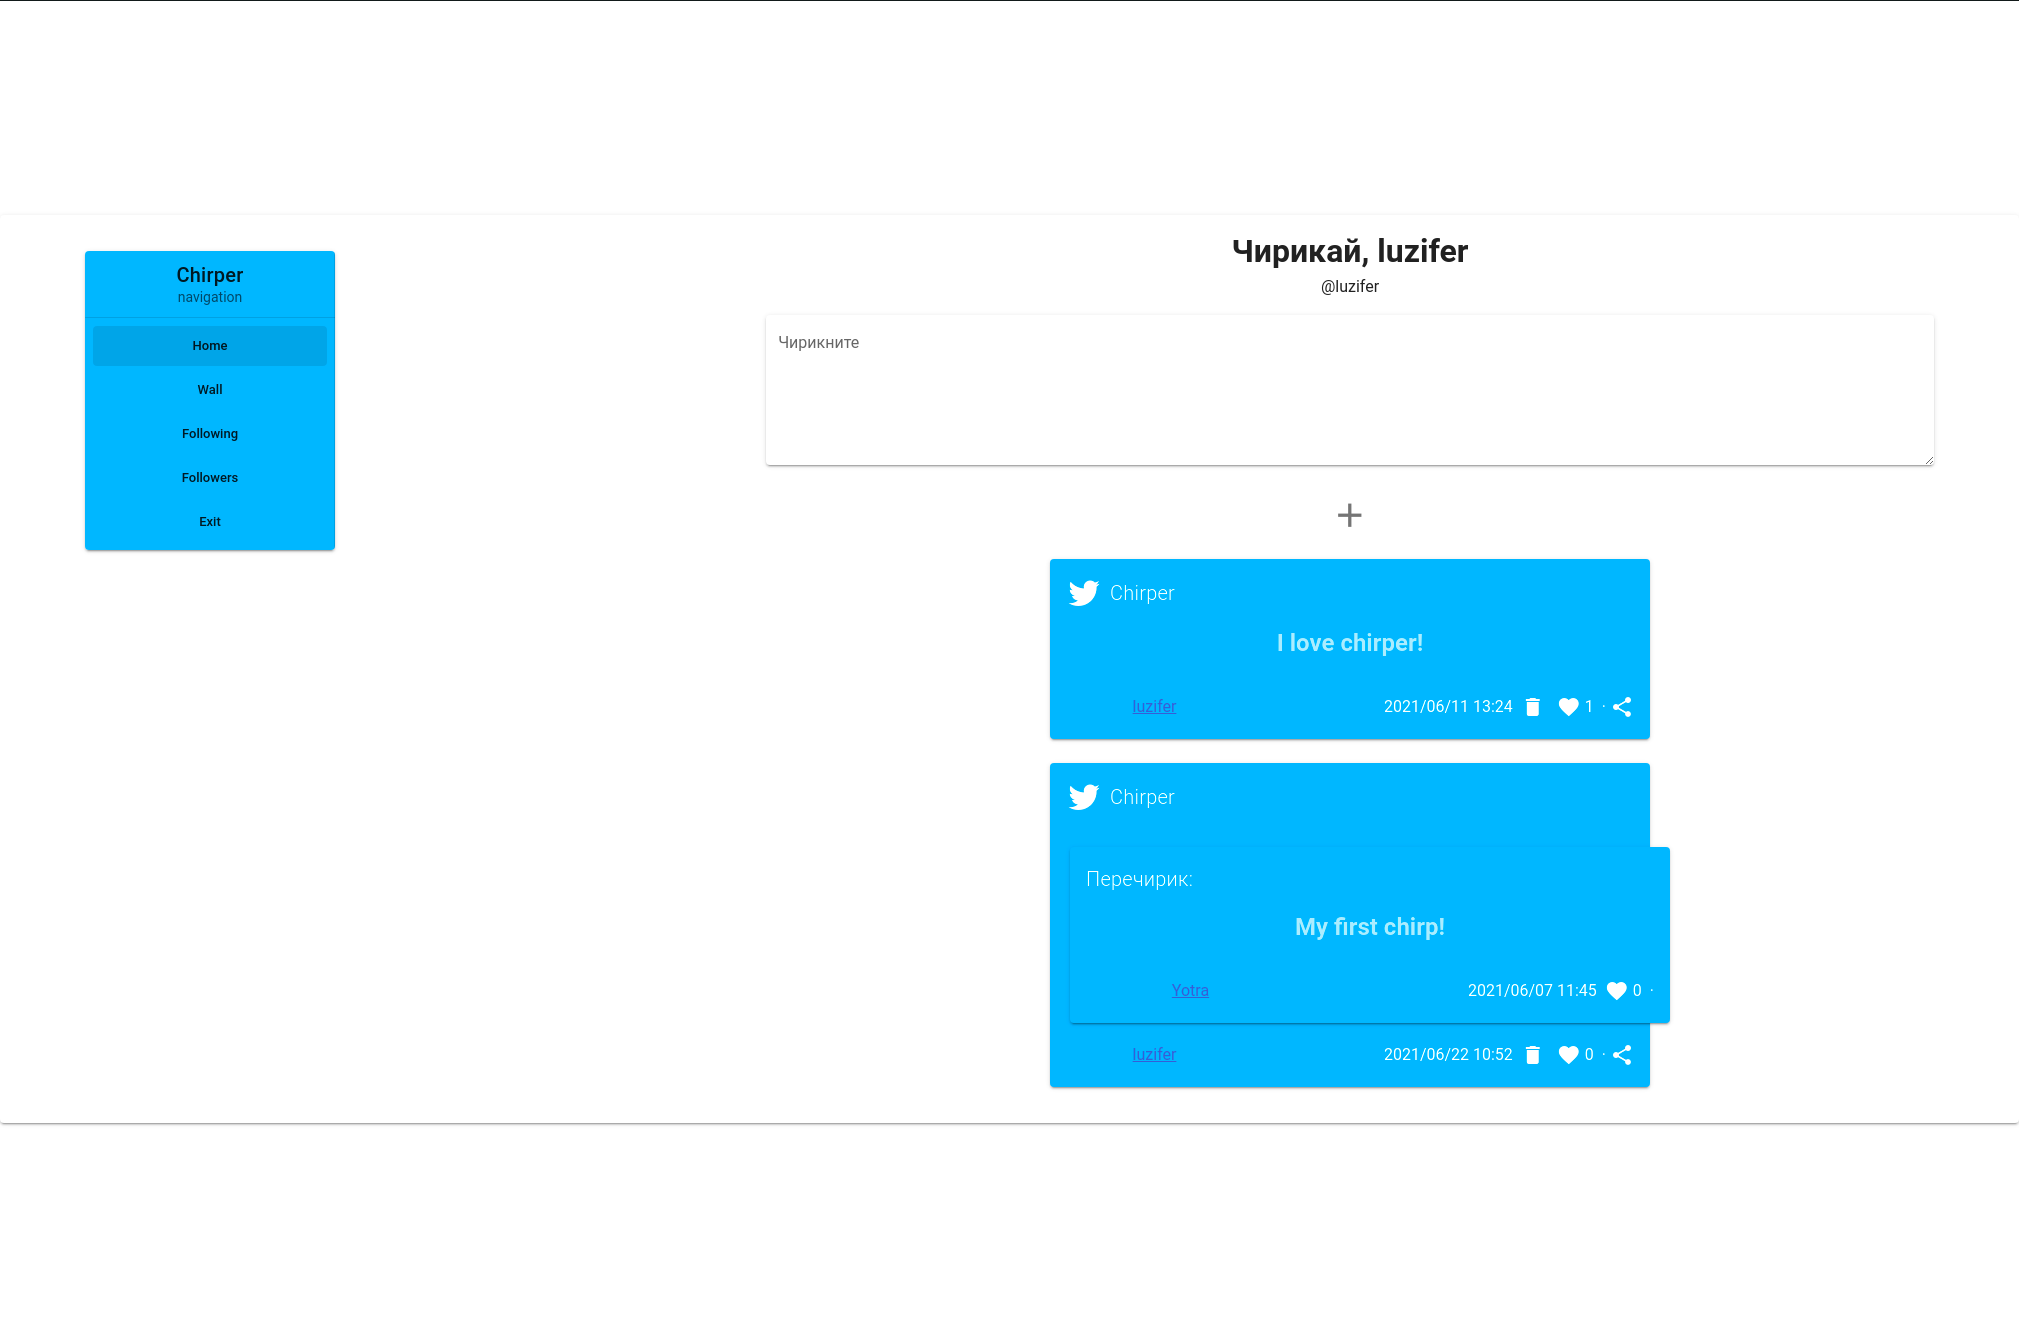 Chirper
navigation
Home
Wall
Following
Followers
Exit
Чирикай, luzifer
@luzifer
Чирикните
+
Chirper
I love chirper!
luzifer 2021/06/11 13:24 1 ·
Chirper
Перечирик:
My first chirp!
Yotra 2021/06/07 11:45 0 ·
luzifer 2021/06/22 10:52 0 ·